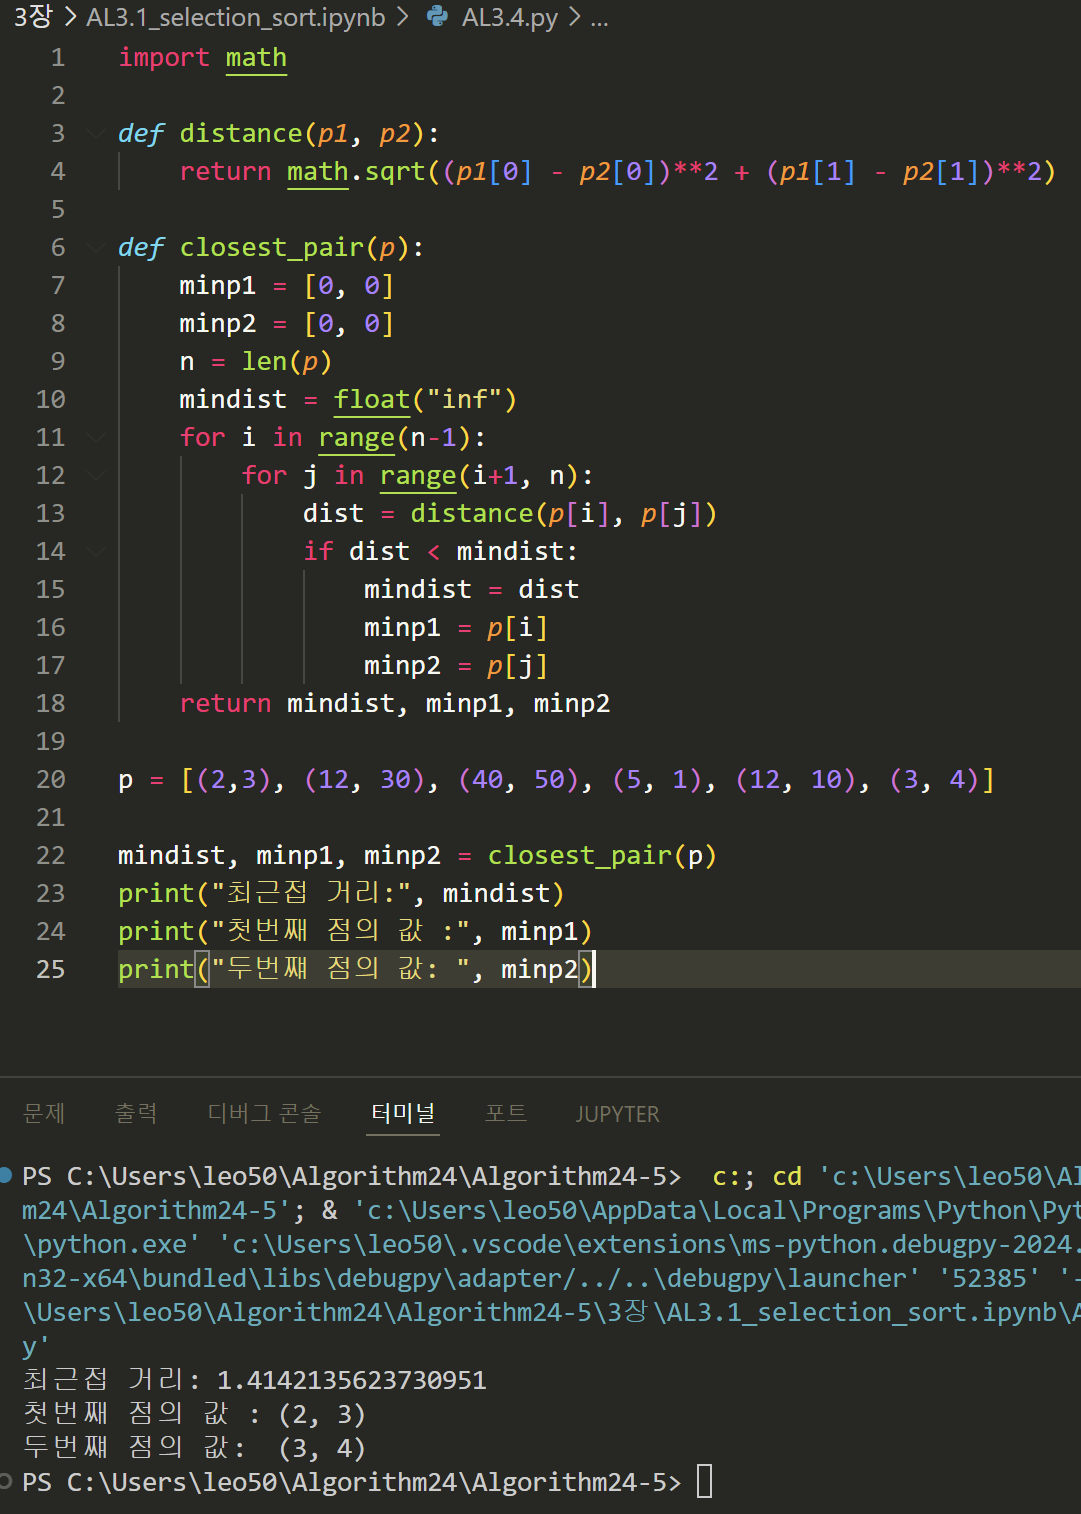 3장 > AL3.1_selection_sort.ipynb > AL3.4.py > ...
1 import math
2
3 def distance(p1, p2):
4     return math.sqrt((p1[0] - p2[0])**2 + (p1[1] - p2[1])**2)
5
6 def closest_pair(p):
7     minp1 = [0, 0]
8     minp2 = [0, 0]
9     n = len(p)
10     mindist = float("inf")
11     for i in range(n-1):
12         for j in range(i+1, n):
13             dist = distance(p[i], p[j])
14             if dist < mindist:
15                 mindist = dist
16                 minp1 = p[i]
17                 minp2 = p[j]
18     return mindist, minp1, minp2
19
20 p = [(2,3), (12, 30), (40, 50), (5, 1), (12, 10), (3, 4)]
21
22 mindist, minp1, minp2 = closest_pair(p)
23 print("최근접 거리:", mindist)
24 print("첫번째 점의 값 :", minp1)
25 print("두번째 점의 값: ", minp2)
문제 출력 디버그 콘솔 터미널 포트 JUPYTER
PS C:\Users\leo50\Algorithm24\Algorithm24-5>  c:; cd 'c:\Users\leo50\Al
m24\Algorithm24-5'; & 'c:\Users\leo50\AppData\Local\Programs\Python\Pyt
\python.exe' 'c:\Users\leo50\.vscode\extensions\ms-python.debugpy-2024.
n32-x64\bundled\libs\debugpy\adapter/../..\debugpy\launcher' '52385' '-
\Users\leo50\Algorithm24\Algorithm24-5\3장\AL3.1_selection_sort.ipynb\A
y'
최근접 거리: 1.4142135623730951
첫번째 점의 값 : (2, 3)
두번째 점의 값:  (3, 4)
PS C:\Users\leo50\Algorithm24\Algorithm24-5>